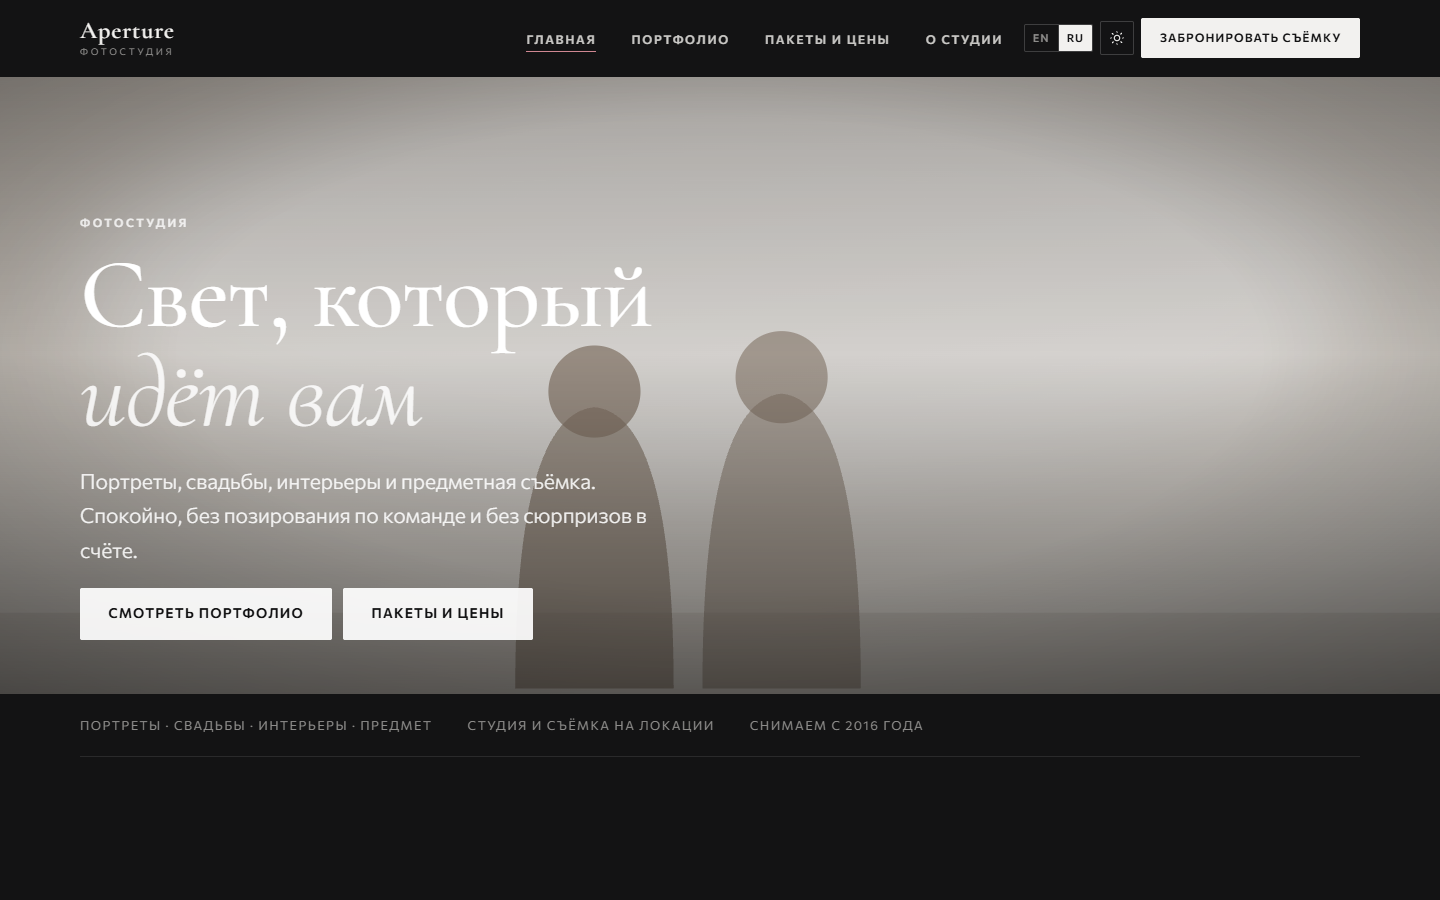 Aperture
ФОТОСТУДИЯ
ГЛАВНАЯ ПОРТФОЛИО ПАКЕТЫ И ЦЕНЫ О СТУДИИ EN RU ЗАБРОНИРОВАТЬ СЪЁМКУ
ФОТОСТУДИЯ
Свет, который
идёт вам
Портреты, свадьбы, интерьеры и предметная съёмка.
Спокойно, без позирования по команде и без сюрпризов в
счёте.
СМОТРЕТЬ ПОРТФОЛИО ПАКЕТЫ И ЦЕНЫ
ПОРТРЕТЫ · СВАДЬБЫ · ИНТЕРЬЕРЫ · ПРЕДМЕТ СТУДИЯ И СЪЁМКА НА ЛОКАЦИИ СНИМАЕМ С 2016 ГОДА